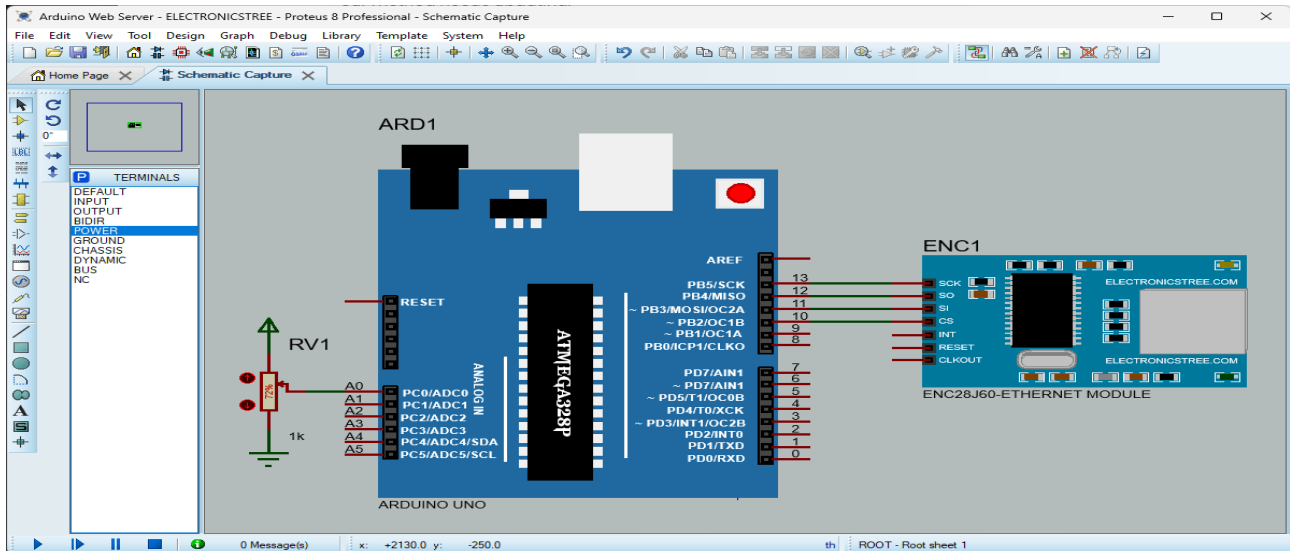 Arduino Web Server - ELECTRONICSTREE - Proteus 8 Professional - Schematic Capture
File Edit View Tool Design Graph Debug Library Template System Help
Home Page
Schematic Capture
0°
LBL
P TERMINALS
DEFAULT
INPUT
OUTPUT
BIDIR
POWER
GROUND
CHASSIS
DYNAMIC
BUS
NC
A
S
ARD1
AREF
RESET
13 PB5/SCK
12 PB4/MISO
11 ~ PB3/MOSI/OC2A
10 ~ PB2/OC1B
9 ~ PB1/OC1A
8 PB0/ICP1/CLKO
7 PD7/AIN1
6 ~ PD7/AIN1
5 ~ PD5/T1/OC0B
4 PD4/T0/XCK
3 ~ PD3/INT1/OC2B
2 PD2/INT0
1 PD1/TXD
0 PD0/RXD
ATMEGA328P
ANALOG IN
A0 PC0/ADC0
A1 PC1/ADC1
A2 PC2/ADC2
A3 PC3/ADC3
A4 PC4/ADC4/SDA
A5 PC5/ADC5/SCL
ARDUINO UNO
RV1
72%
1k
ENC1
SCK
SO
SI
CS
INT
RESET
CLKOUT
ELECTRONICSTREE.COM
ELECTRONICSTREE.COM
ENC28J60-ETHERNET MODULE
0 Message(s) x: +2130.0 y: -250.0 th ROOT - Root sheet 1